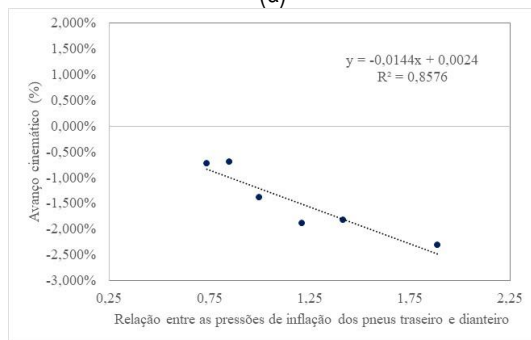 (a)
2,000%
1,500%
1,000%
0,500%
0,000%
-0,500%
-1,000%
-1,500%
-2,000%
-2,500%
-3,000%
Avanço cinemático (%)
y = -0,0144x + 0,0024
R² = 0,8576
0,25 0,75 1,25 1,75 2,25
Relação entre as pressões de inflação dos pneus traseiro e dianteiro